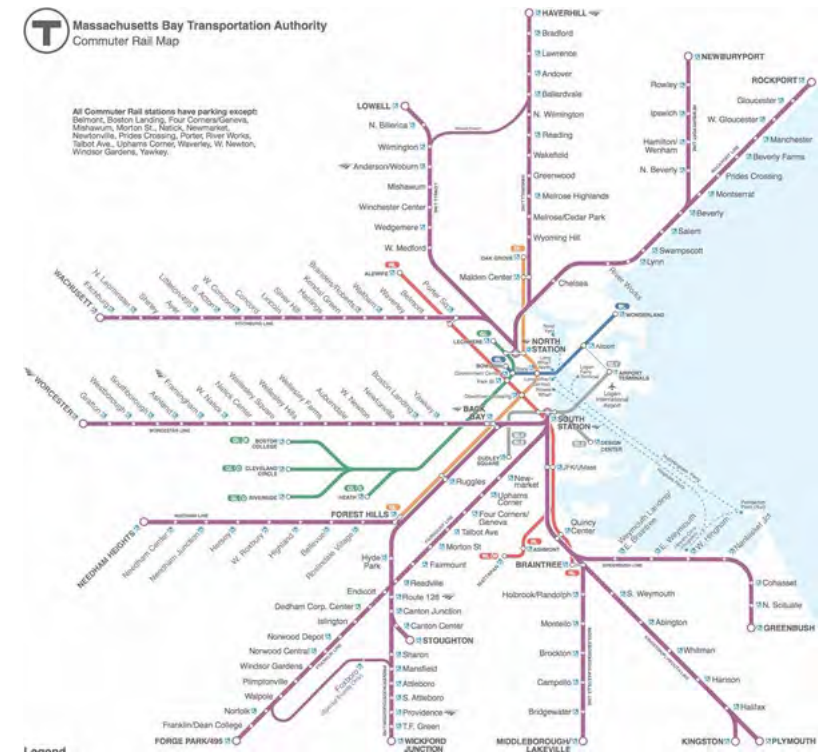 T
Massachusetts Bay Transportation Authority
Commuter Rail Map
All Commuter Rail stations have parking except:
Belmont, Boston Landing, Four Corners/Geneva,
Mishawum, Morton St., Natick, Newmarket,
Newtonville, Prides Crossing, Porter, River Works,
Talbot Ave., Uphams Corner, Waverley, W. Newton,
Windsor Gardens, Yawkey.
HAVERHILL
Bradford
Lawrence
Andover
Ballardvale
N. Wilmington
Reading
Wakefield
Greenwood
Melrose Highlands
Melrose/Cedar Park
Wyoming Hill
OAK GROVE
Malden Center
NEWBURYPORT
Rowley
Ipswich
Hamilton/
Wenham
N. Beverly
ROCKPORT
Gloucester
W. Gloucester
Manchester
Beverly Farms
Prides Crossing
Montserrat
Beverly
Salem
Swampscott
Lynn
River Works
Chelsea
LOWELL
N. Billerica
Wilmington
Anderson/Woburn
Mishawum
Winchester Center
Wedgemere
W. Medford
ALEWIFE
WACHUSETT
Fitchburg
N. Leominster
Shirley
Ayer
Littleton/495
S. Acton
W. Concord
Concord
Lincoln
Silver Hill
Hastings
Kendal Green
Brandeis/Roberts
Waltham
Waverley
Belmont
Porter Sq
FITCHBURG LINE
LECHMERE
NORTH
STATION
BOWDOIN
Government Center
Park St
Downtown Crossing
WONDERLAND
Airport
AIRPORT
TERMINALS
Logan
International
Airport
WORCESTER
Grafton
Westborough
Southborough
Ashland
Framingham
W. Natick
Natick Center
Wellesley Square
Wellesley Hills
Wellesley Farms
Auburndale
W. Newton
Newtonville
Boston Landing
Yawkey
BACK
BAY
WORCESTER LINE
SOUTH
STATION
DESIGN
CENTER
DUDLEY
SQUARE
BOSTON
COLLEGE
CLEVELAND
CIRCLE
RIVERSIDE
HEATH
JFK/UMass
Ruggles
New-
market
Uphams
Corner
Four Corners/
Geneva
Talbot Ave
Morton St
Fairmount
FOREST HILLS
NEEDHAM LINE
NEEDHAM HEIGHTS
Needham Center
Needham Junction
Hersey
W. Roxbury
Highland
Bellevue
Roslindale Village
Hyde
Park
Quincy
Center
ASHMONT
MATTAPAN
BRAINTREE
Weymouth Landing/
E. Braintree
E. Weymouth
W. Hingham
Nantasket Jct
Cohasset
N. Scituate
GREENBUSH
GREENBUSH LINE
Readville
Endicott
Route 128
Dedham Corp. Center
Canton Junction
Islington
Canton Center
STOUGHTON
Norwood Depot
Norwood Central
Windsor Gardens
Plimptonville
Walpole
Norfolk
Franklin/Dean College
FORGE PARK/495
Foxboro
Sharon
Mansfield
Attleboro
S. Attleboro
Providence
T.F. Green
WICKFORD
JUNCTION
Holbrook/Randolph
Montello
Brockton
Campello
Bridgewater
MIDDLEBOROUGH/
LAKEVILLE
S. Weymouth
Abington
Whitman
Hanson
Halifax
KINGSTON
PLYMOUTH
Legend